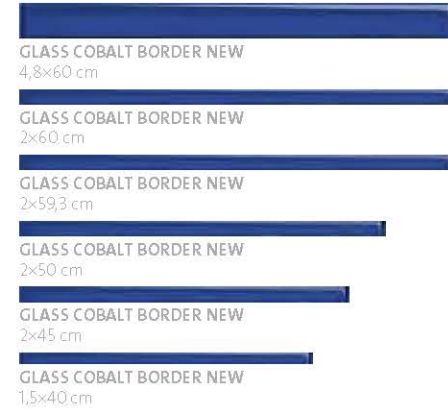 GLASS COBALT BORDER NEW
4,8×60 cm
GLASS COBALT BORDER NEW
2×60 cm
GLASS COBALT BORDER NEW
2×59,3 cm
GLASS COBALT BORDER NEW
2×50 cm
GLASS COBALT BORDER NEW
2×45 cm
GLASS COBALT BORDER NEW
1,5×40 cm